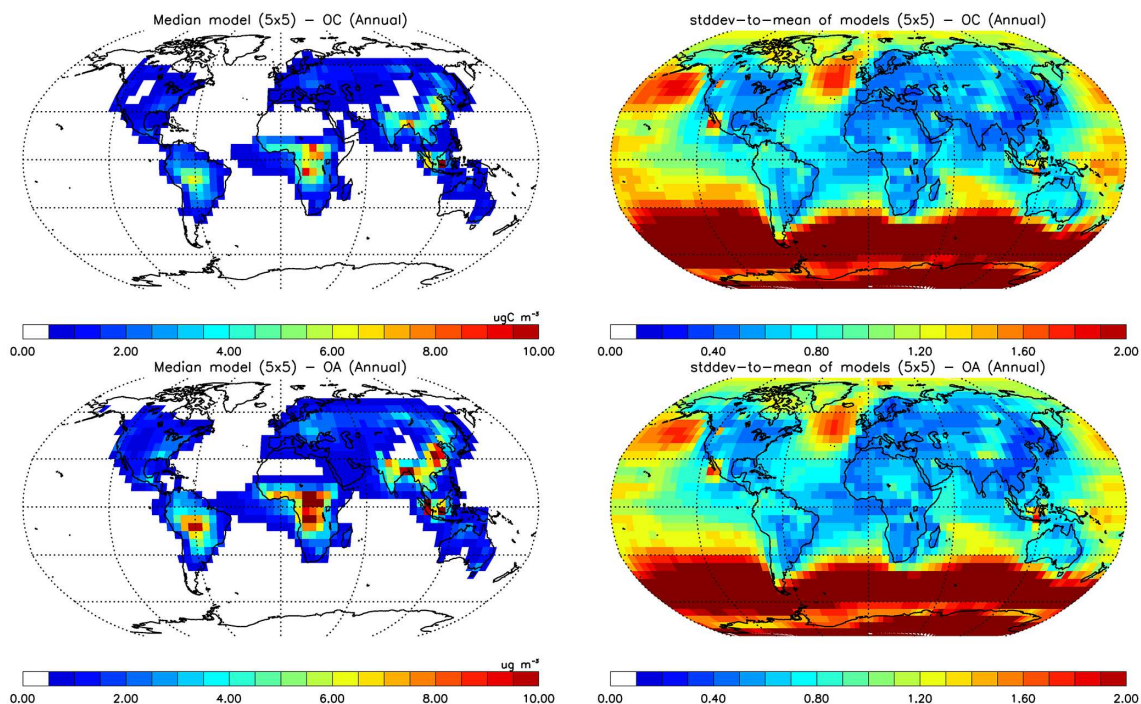 Median model (5x5) - OC (Annual)
stddev-to-mean of models (5x5) - OC (Annual)
ugC m⁻³
0.00 2.00 4.00 6.00 8.00 10.00
0.00 0.40 0.80 1.20 1.60 2.00
Median model (5x5) - OA (Annual)
stddev-to-mean of models (5x5) - OA (Annual)
ug m⁻³
0.00 2.00 4.00 6.00 8.00 10.00
0.00 0.40 0.80 1.20 1.60 2.00